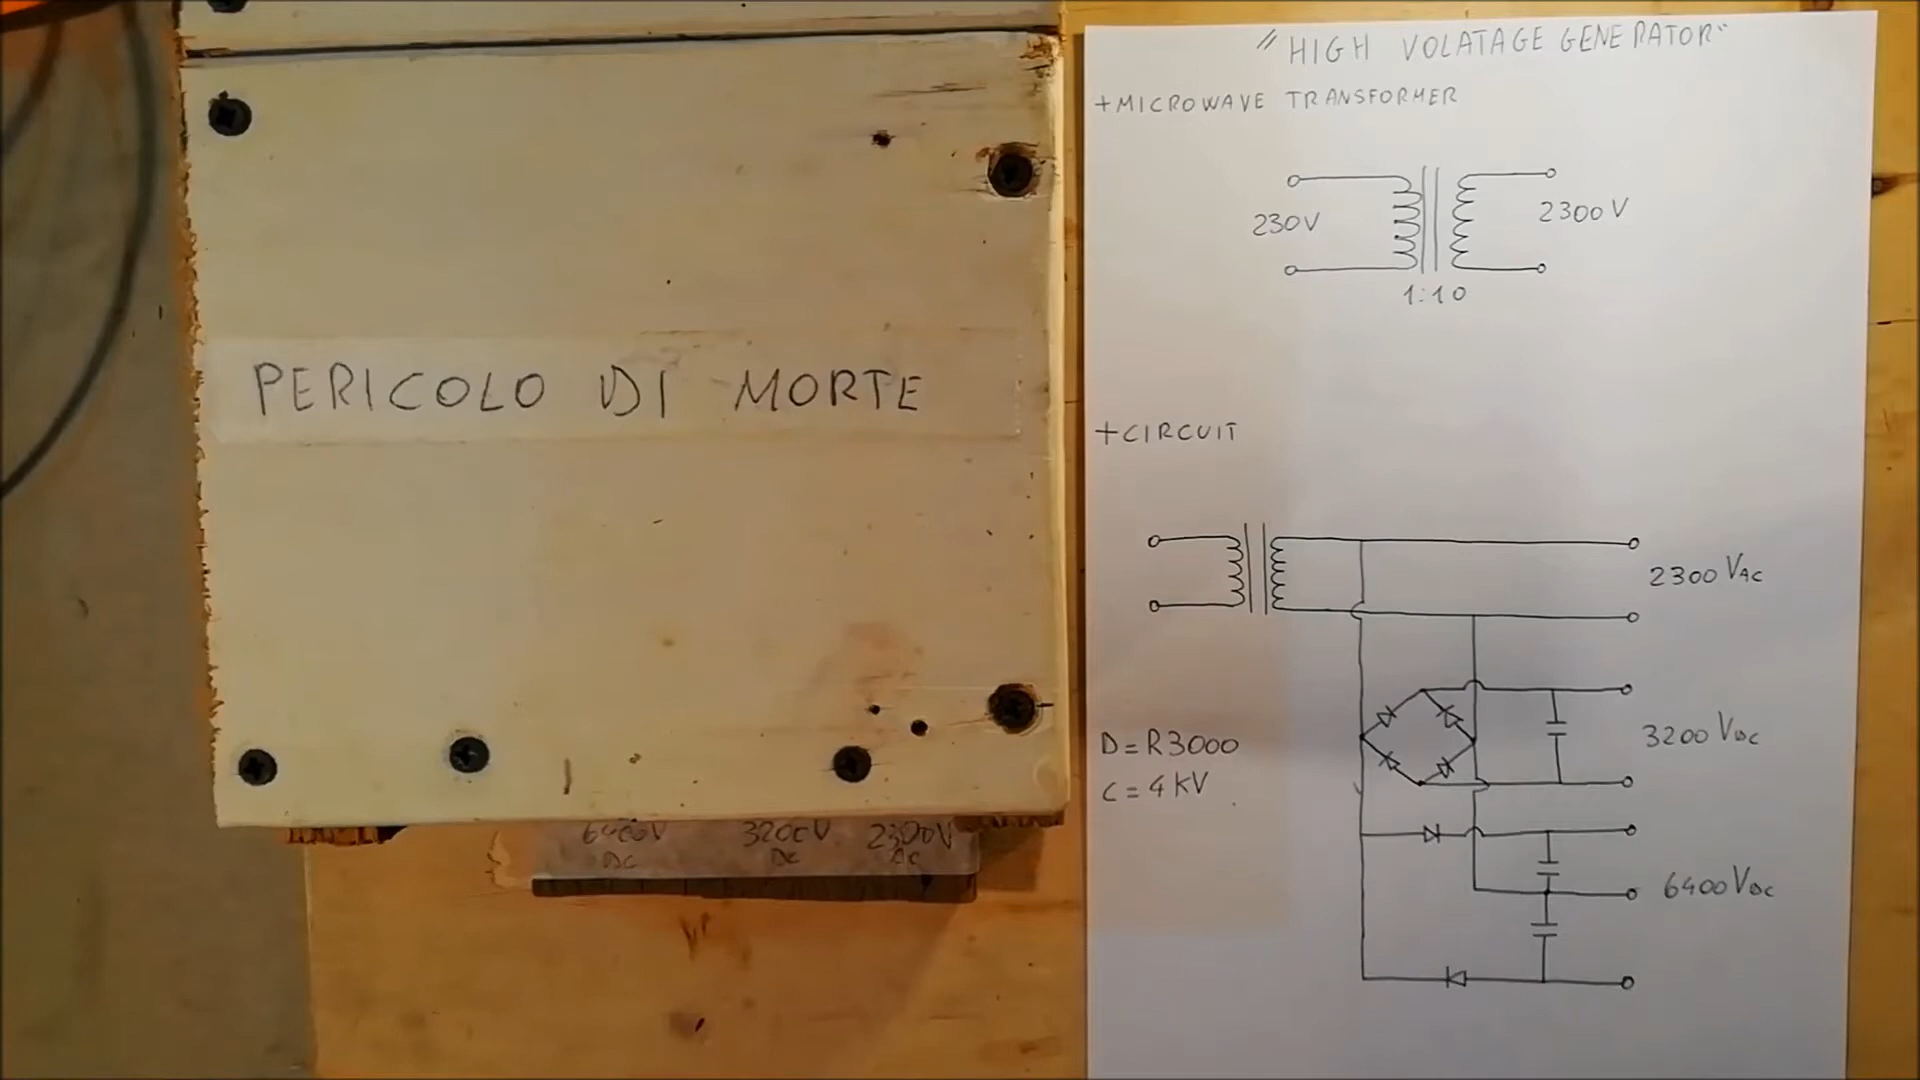 PERICOLO DI MORTE
6400V 3200V 2300V
DC DC AC
"HIGH VOLATAGE GENERATOR"
+MICROWAVE TRANSFORMER
230V
2300V
1:10
+CIRCUIT
2300 VAC
D=R3000
C=4KV
3200 VDC
6400 VDC